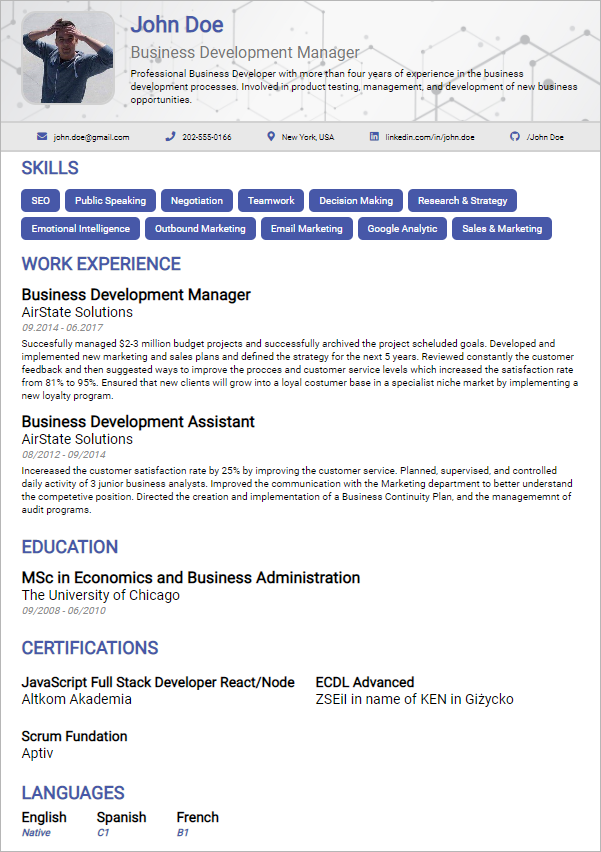 John Doe
Business Development Manager
Professional Business Developer with more than four years of experience in the business
development processes. Involved in product testing, management, and development of new business
opportunities.
john.doe@gmail.com 202-555-0166 New York, USA linkedin.com/in/john.doe /John Doe
SKILLS
SEO Public Speaking Negotiation Teamwork Decision Making Research & Strategy
Emotional Intelligence Outbound Marketing Email Marketing Google Analytic Sales & Marketing
WORK EXPERIENCE
Business Development Manager
AirState Solutions
09.2014 - 06.2017
Succesfully managed $2-3 million budget projects and successfully archived the project scheluded goals. Developed and
implemented new marketing and sales plans and defined the strategy for the next 5 years. Reviewed constantly the customer
feedback and then suggested ways to improve the procces and customer service levels which increased the satisfaction rate
from 81% to 95%. Ensured that new clients will grow into a loyal costumer base in a specialist niche market by implementing a
new loyalty program.
Business Development Assistant
AirState Solutions
08/2012 - 09/2014
Incereased the customer satisfaction rate by 25% by improving the customer service. Planned, supervised, and controlled
daily activity of 3 junior business analysts. Improved the communication with the Marketing department to better understand
the competetive position. Directed the creation and implementation of a Business Continuity Plan, and the managememnt of
audit programs.
EDUCATION
MSc in Economics and Business Administration
The University of Chicago
09/2008 - 06/2010
CERTIFICATIONS
JavaScript Full Stack Developer React/Node
Altkom Akademia
ECDL Advanced
ZSEiI in name of KEN in Giżycko
Scrum Fundation
Aptiv
LANGUAGES
English Spanish French
Native C1 B1